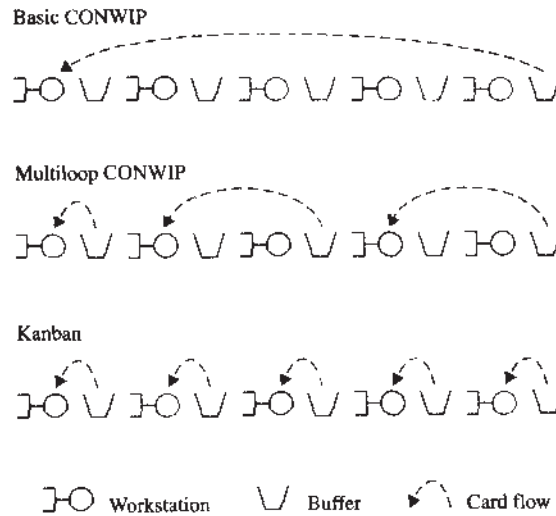 Basic CONWIP
Multiloop CONWIP
Kanban
Workstation Buffer Card flow